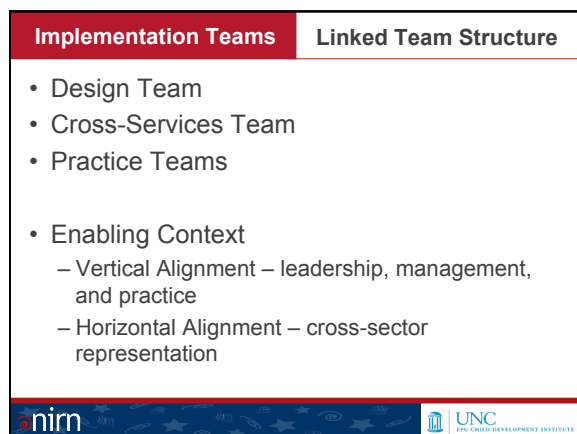 Implementation Teams
Linked Team Structure
• Design Team
• Cross-Services Team
• Practice Teams
• Enabling Context
– Vertical Alignment – leadership, management,
and practice
– Horizontal Alignment – cross-sector
representation
nirn
UNC
FPG CHILD DEVELOPMENT INSTITUTE